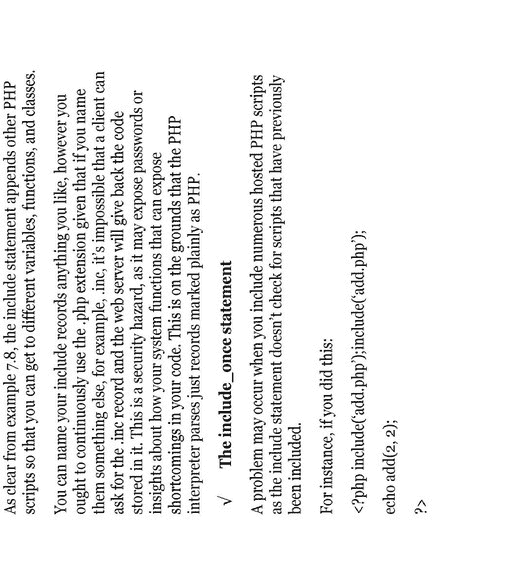 As clear from example 7.8, the include statement appends other PHP
scripts so that you can get to different variables, functions, and classes.
You can name your include records anything you like, however you
ought to continuously use the .php extension given that if you name
them something else, for example, .inc, it's impossible that a client can
ask for the .inc record and the web server will give back the code
stored in it. This is a security hazard, as it may expose passwords or
insights about how your system functions that can expose
shortcomings in your code. This is on the grounds that the PHP
interpreter parses just records marked plainly as PHP.
√ The include_once statement
A problem may occur when you include numerous hosted PHP scripts
as the include statement doesn't check for scripts that have previously
been included.
For instance, if you did this:
<?php include('add.php');include('add.php');
echo add(2, 2);
?>